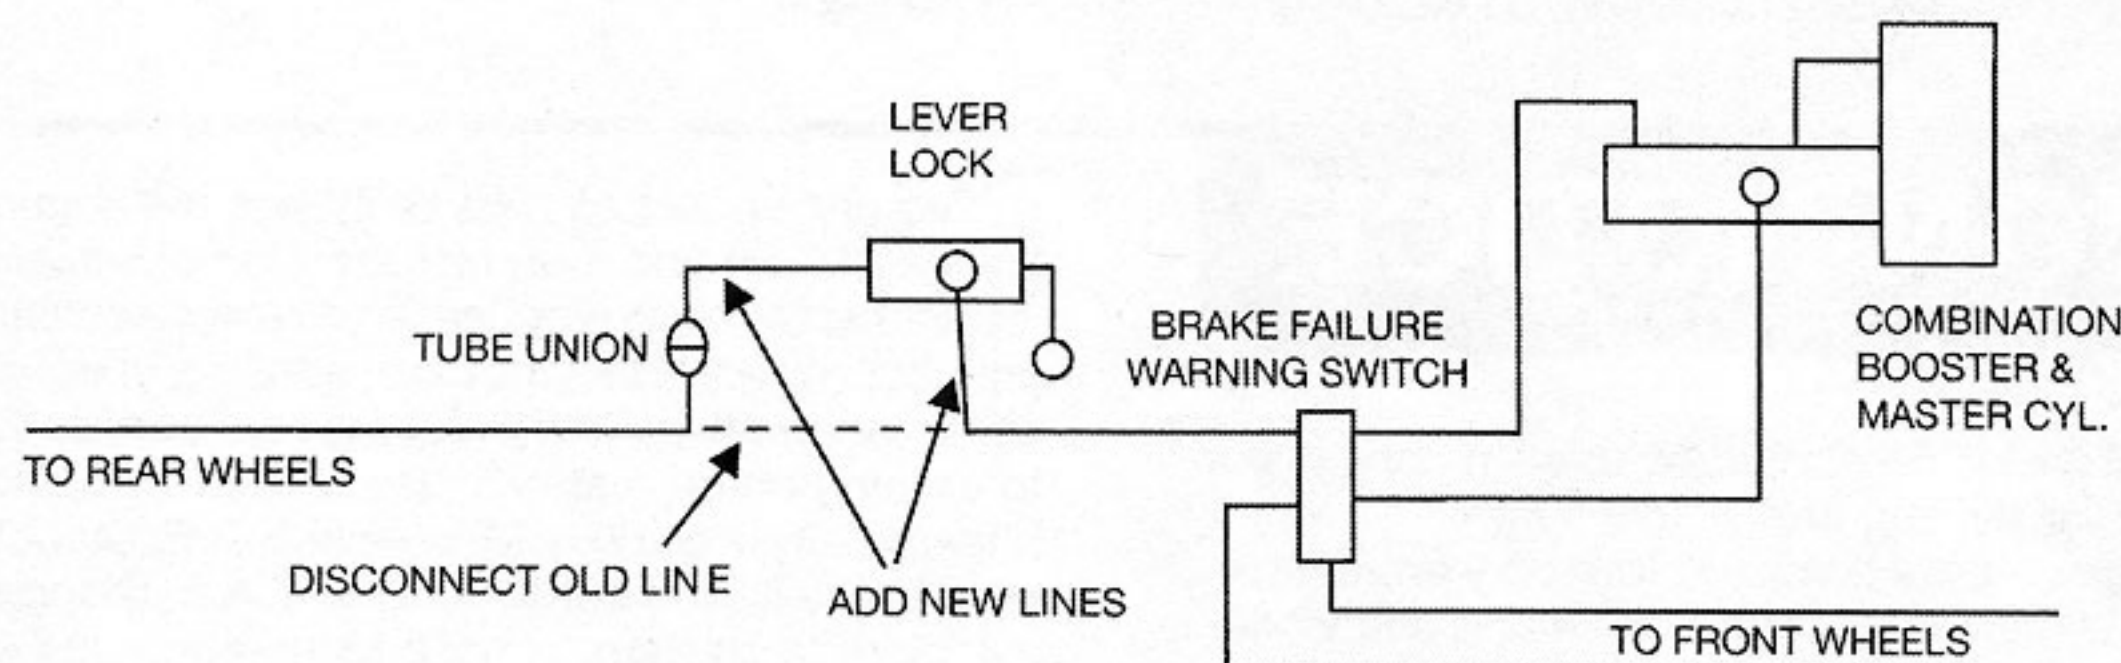 LEVER
LOCK
TUBE UNION
BRAKE FAILURE
WARNING SWITCH
COMBINATION
BOOSTER &
MASTER CYL.
TO REAR WHEELS
DISCONNECT OLD LINE
ADD NEW LINES
TO FRONT WHEELS